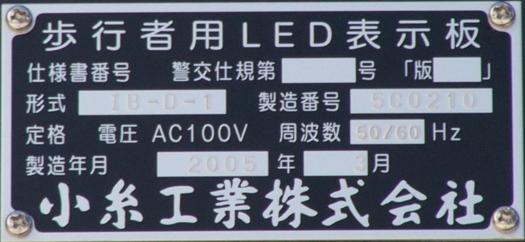 歩行者用LED表示板
仕様書番号 警交仕規第 号 「版 」
形式 IB-D-1 製造番号 5C0210
定格 電圧 AC100V 周波数 50/60 Hz
製造年月 2005 年 3月
小糸工業株式会社